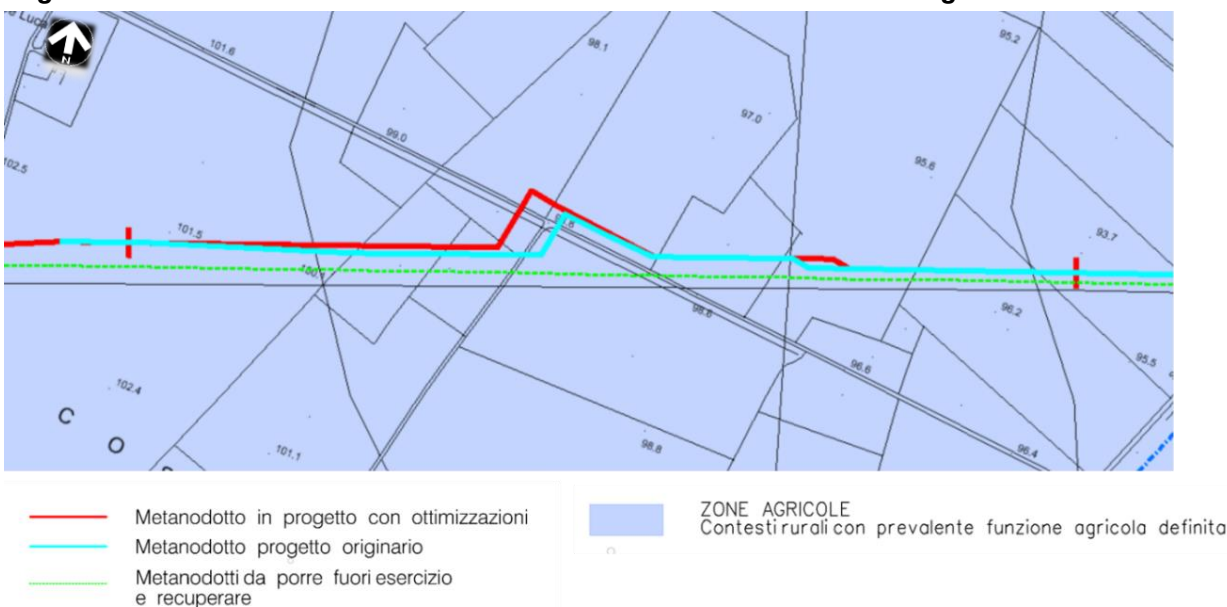 Luca
N
101.6
98.1
95.2
99.0
97.0
102.5
95.6
101.5
93.7
98.6
96.2
102.4
96.6
95.5
C O
98.8
101.1
96.4
Metanodotto in progetto con ottimizzazioni
Metanodotto progetto originario
Metanodotti da porre fuori esercizio
e recuperare
ZONE AGRICOLE
Contesti rurali con prevalente funzione agricola definita